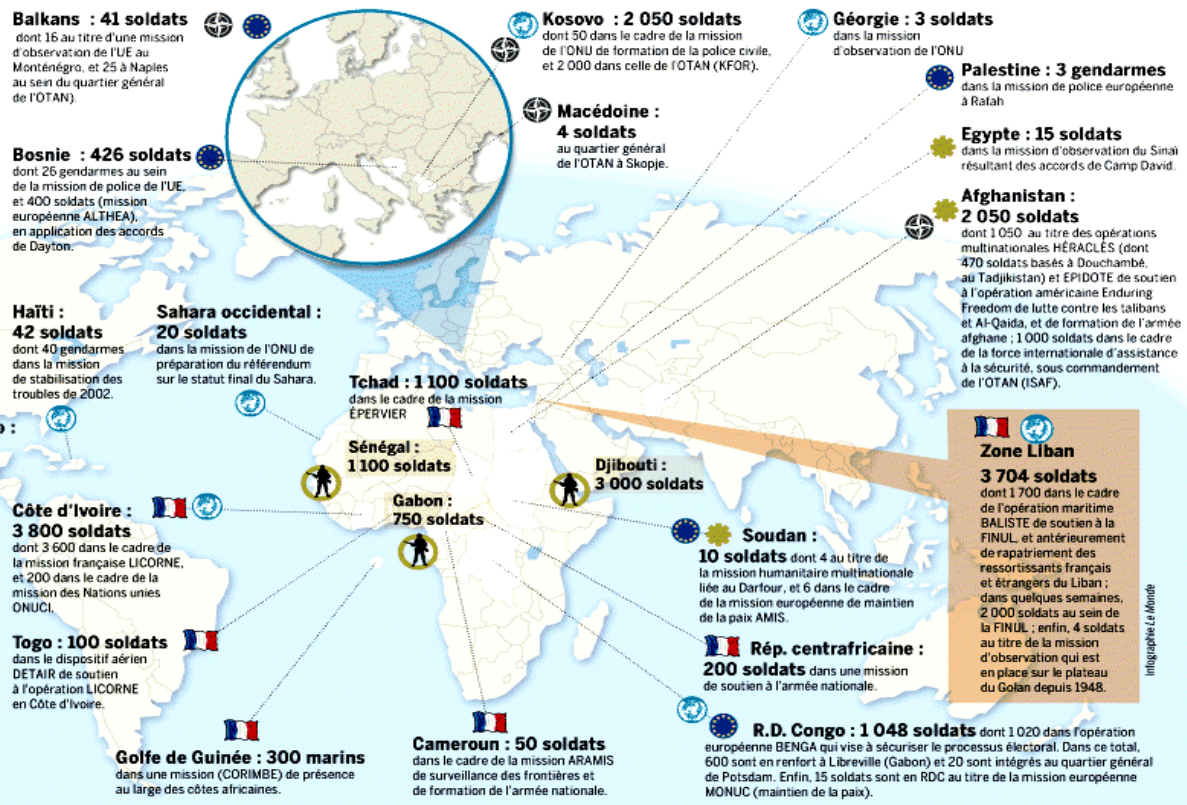 Balkans : 41 soldats
dont 16 au titre d'une mission
d'observation de l'UE au
Monténégro, et 25 à Naples
au sein du quartier général
de l'OTAN).
Kosovo : 2 050 soldats
dont 50 dans le cadre de la mission
de l'ONU de formation de la police civile,
et 2 000 dans celle de l'OTAN (KFOR).
Géorgie : 3 soldats
dans la mission
d'observation de l'ONU
Palestine : 3 gendarmes
dans la mission de police européenne
à Rafah
Macédoine :
4 soldats
au quartier général
de l'OTAN à Skopje.
Egypte : 15 soldats
dans la mission d'observation du Sinaï
résultant des accords de Camp David.
Bosnie : 426 soldats
dont 26 gendarmes au sein
de la mission de police de l'UE,
et 400 soldats (mission
européenne ALTHEA),
en application des accords
de Dayton.
Afghanistan :
2 050 soldats
dont 1 050 au titre des opérations
multinationales HÉRACLÈS (dont
470 soldats basés à Douchambé,
au Tadjikistan) et EPIDOTE de soutien
à l'opération américaine Enduring
Freedom de lutte contre les talibans
et Al-Qaida, et de formation de l'armée
afghane ; 1 000 soldats dans le cadre
de la force internationale d'assistance
à la sécurité, sous commandement
de l'OTAN (ISAF).
Haïti :
42 soldats
dont 40 gendarmes
dans la mission
de stabilisation des
troubles de 2002.
Sahara occidental :
20 soldats
dans la mission de l'ONU de
préparation du référendum
sur le statut final du Sahara.
Tchad : 1 100 soldats
dans le cadre de la mission
ÉPERVIER
Sénégal :
1 100 soldats
Djibouti :
3 000 soldats
Gabon :
750 soldats
Zone Liban
3 704 soldats
dont 1 700 dans le cadre
de l'opération maritime
BALISTE de soutien à la
FINUL, et antérieurement
de rapatriement des
ressortissants français
et étrangers du Liban ;
dans quelques semaines,
2 000 soldats au sein de
la FINUL ; enfin, 4 soldats
au titre de la mission
d'observation qui est
en place sur le plateau
du Golan depuis 1948.
Infographie Le Monde
Côte d'Ivoire :
3 800 soldats
dont 3 600 dans le cadre de
la mission française LICORNE,
et 200 dans le cadre de la
mission des Nations unies
ONUCI.
Soudan :
10 soldats dont 4 au titre de
la mission humanitaire multinationale
liée au Darfour, et 6 dans le cadre
de la mission européenne de maintien
de la paix AMIS.
Togo : 100 soldats
dans le dispositif aérien
DETAIR de soutien
à l'opération LICORNE
en Côte d'Ivoire.
Rép. centrafricaine :
200 soldats dans une mission
de soutien à l'armée nationale.
Golfe de Guinée : 300 marins
dans une mission (CORIMBE) de présence
au large des côtes africaines.
Cameroun : 50 soldats
dans le cadre de la mission ARAMIS
de surveillance des frontières et
de formation de l'armée nationale.
R.D. Congo : 1 048 soldats dont 1 020 dans l'opération
européenne BENGA qui vise à sécuriser le processus électoral. Dans ce total,
600 sont en renfort à Libreville (Gabon) et 20 sont intégrés au quartier général
de Potsdam. Enfin, 15 soldats sont en RDC au titre de la mission européenne
MONUC (maintien de la paix).